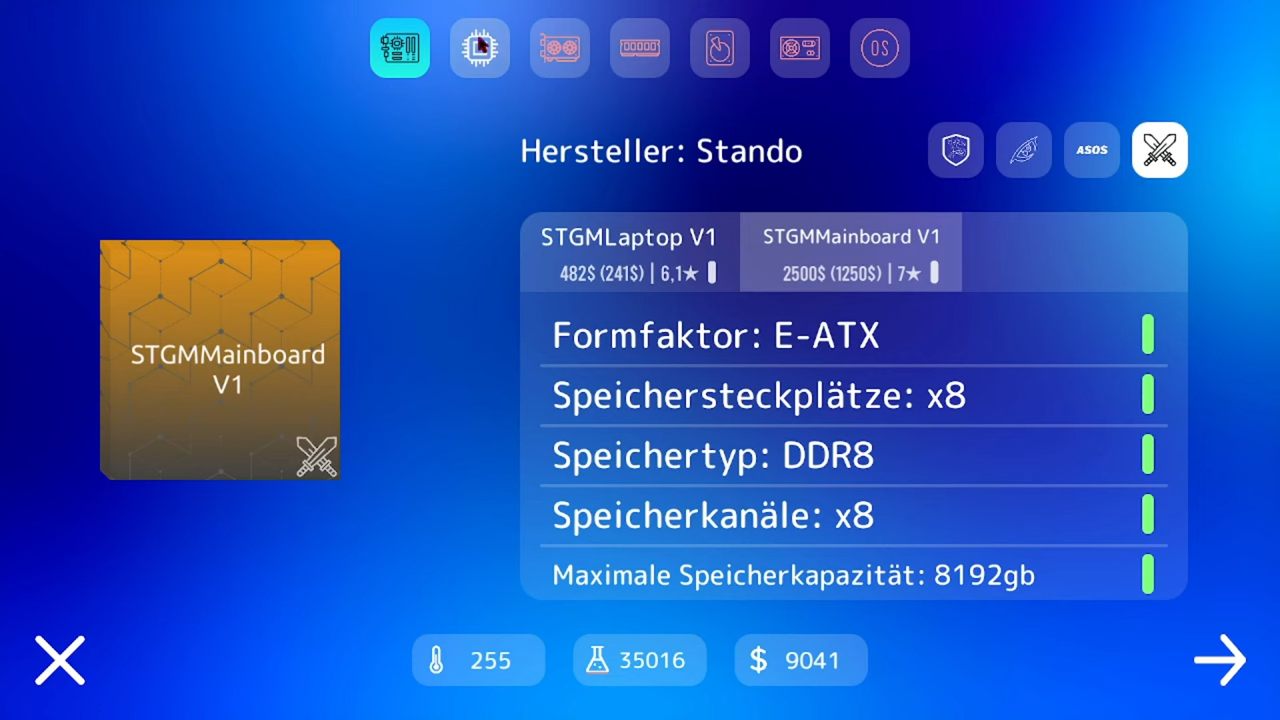 OS
Hersteller: Stando
ASOS
STGMLaptop V1
482$ (241$) | 6,1★
STGMMainboard V1
2500$ (1250$) | 7★
STGMMainboard
V1
Formfaktor: E-ATX
Speichersteckplätze: x8
Speichertyp: DDR8
Speicherkanäle: x8
Maximale Speicherkapazität: 8192gb
255
35016
$ 9041